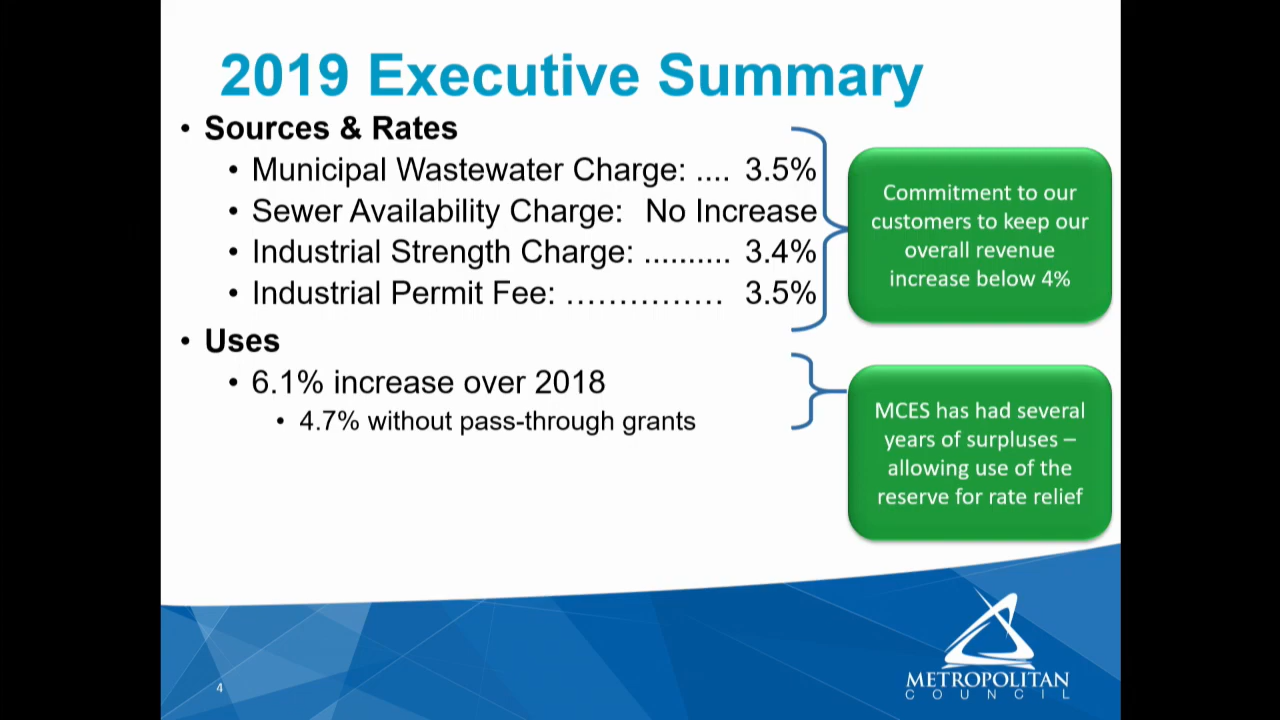 2019 Executive Summary
• Sources & Rates
• Municipal Wastewater Charge: .... 3.5%
• Sewer Availability Charge: No Increase
• Industrial Strength Charge: .......... 3.4%
• Industrial Permit Fee: …………… 3.5%
Commitment to our
customers to keep our
overall revenue
increase below 4%
• Uses
• 6.1% increase over 2018
• 4.7% without pass-through grants
MCES has had several
years of surpluses –
allowing use of the
reserve for rate relief
4
METROPOLITAN
COUNCIL